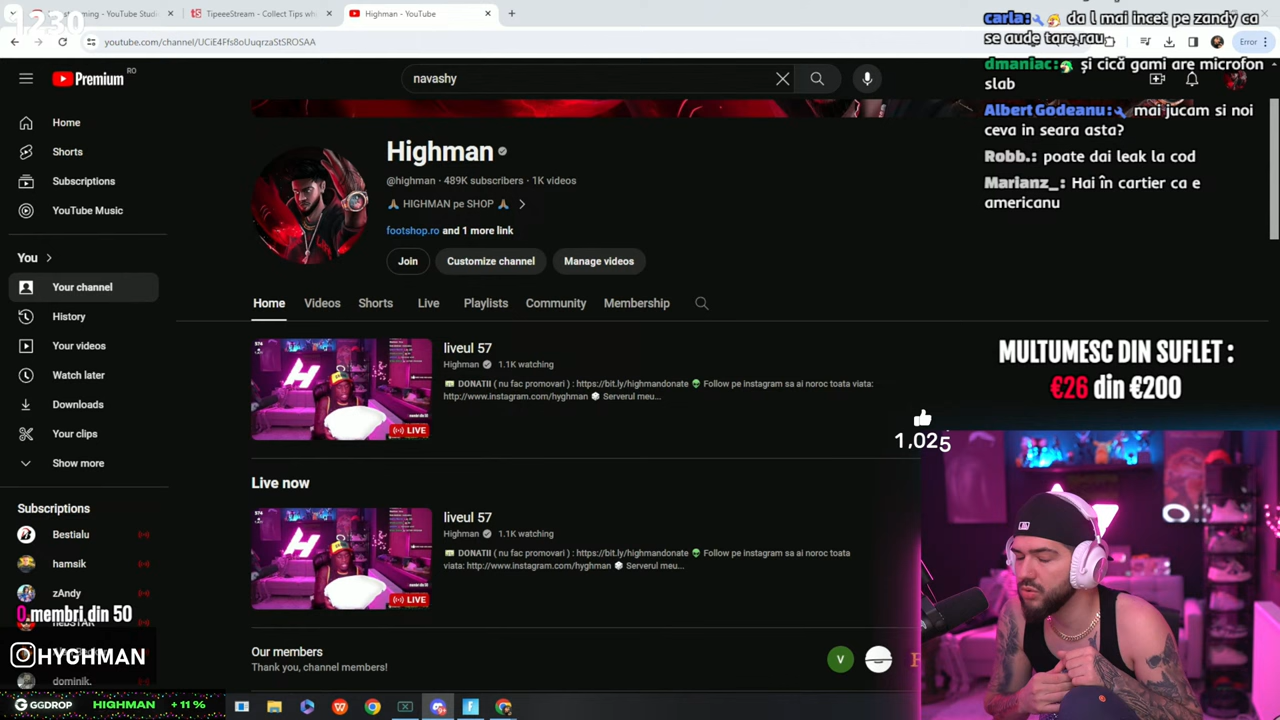 1230
TipeeeStream - Collect Tips wh
Highman - YouTube
youtube.com/channel/UCiE4Ffs8oUuqrzaStSROSAA
Error
Premium RO
navashy
carla: da l mai incet pe zandy ca
se aude tare,rau
dmaniac: și cică gami are microfon
slab
Albert Godeanu: mai jucam si noi
ceva in seara asta?
Robb.: poate dai leak la cod
Marianz_: Hai în cartier ca e
americanu
Home
Shorts
Subscriptions
YouTube Music
You
Your channel
History
Your videos
Watch later
Downloads
Your clips
Show more
Subscriptions
Bestialu
hamsik
zAndy
0 membri din 50
HYGHMAN
dominik.
GGDROP HIGHMAN + 11 %
Highman
@highman · 489K subscribers · 1K videos
HIGHMAN pe SHOP
footshop.ro and 1 more link
Join
Customize channel
Manage videos
Home Videos Shorts Live Playlists Community Membership
liveul 57
Highman 1.1K watching
DONATII ( nu fac promovari ) : https://bit.ly/highmandonate Follow pe instagram sa ai noroc toata viata:
http://www.instagram.com/hyghman Serverul meu...
LIVE
Live now
liveul 57
Highman 1.1K watching
DONATII ( nu fac promovari ) : https://bit.ly/highmandonate Follow pe instagram sa ai noroc toata
viata: http://www.instagram.com/hyghman Serverul meu...
LIVE
Our members
Thank you, channel members!
V
MULTUMESC DIN SUFLET :
€26 din €200
1,025